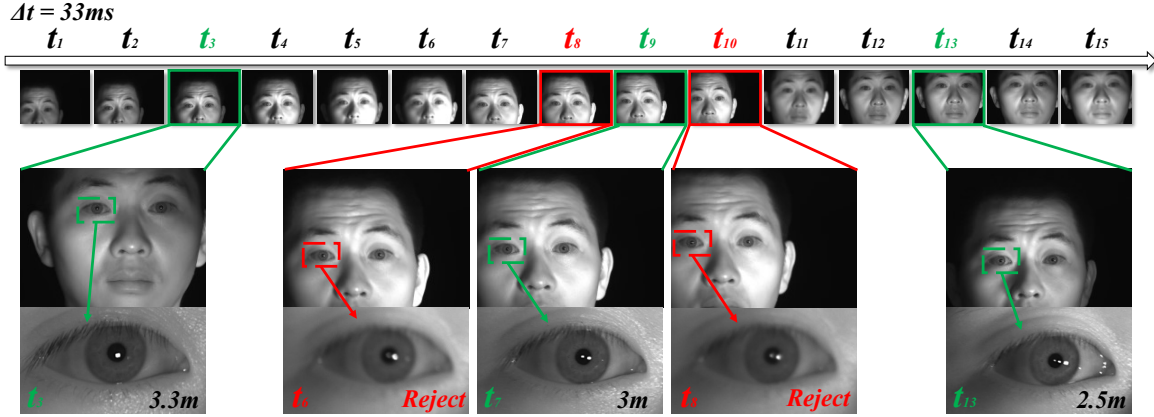 Δt = 33ms
t1 t2 t3 t4 t5 t6 t7 t8 t9 t10 t11 t12 t13 t14 t15
3.3m
t6 Reject
t7 3m
Reject
t13 2.5m